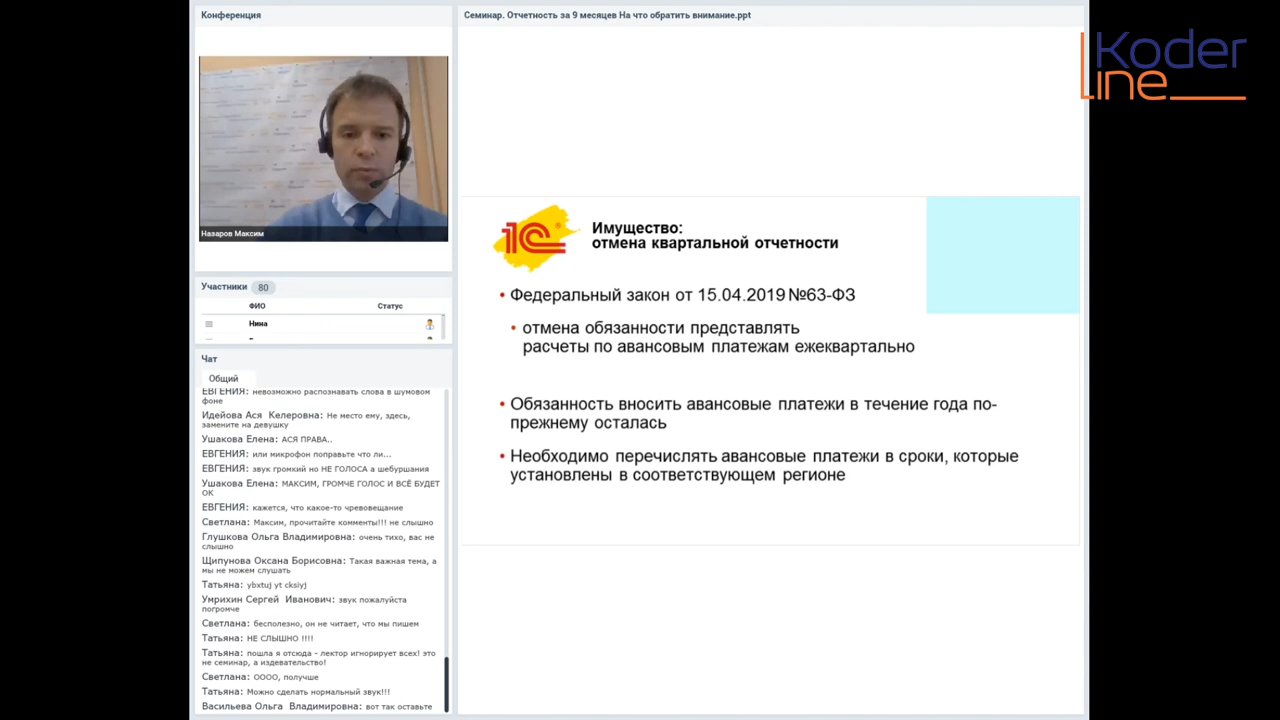 Конференция
Назаров Максим
Участники 80
ФИО Статус
Нина
Чат
Общий
ЕВГЕНИЯ: невозможно распознавать слова в шумовом
фоне
Идейова Ася Келеровна: Не место ему, здесь,
замените на девушку
Ушакова Елена: АСЯ ПРАВА..
ЕВГЕНИЯ: или микрофон поправьте что ли...
ЕВГЕНИЯ: звук громкий но НЕ ГОЛОСА а шебуршания
Ушакова Елена: МАКСИМ, ГРОМЧЕ ГОЛОС И ВСЁ БУДЕТ
ОК
ЕВГЕНИЯ: кажется, что какое-то чревовещание
Светлана: Максим, прочитайте комменты!!! не слышно
Глушкова Ольга Владимировна: очень тихо, вас не
слышно
Щипунова Оксана Борисовна: Такая важная тема, а
мы не можем слушать
Татьяна: ybxtuj yt cksiyj
Умрихин Сергей Иванович: звук пожалуйста
погромче
Светлана: бесполезно, он не читает, что мы пишем
Татьяна: НЕ СЛЫШНО !!!!
Татьяна: пошла я отсюда - лектор игнорирует всех! это
не семинар, а издевательство!
Светлана: ОООО, получше
Татьяна: Можно сделать нормальный звук!!!
Васильева Ольга Владимировна: вот так оставьте
Семинар. Отчетность за 9 месяцев На что обратить внимание.ppt
Koder
line
1С
Имущество:
отмена квартальной отчетности
• Федеральный закон от 15.04.2019 №63-ФЗ
• отмена обязанности представлять
расчеты по авансовым платежам ежеквартально
• Обязанность вносить авансовые платежи в течение года по-
прежнему осталась
• Необходимо перечислять авансовые платежи в сроки, которые
установлены в соответствующем регионе